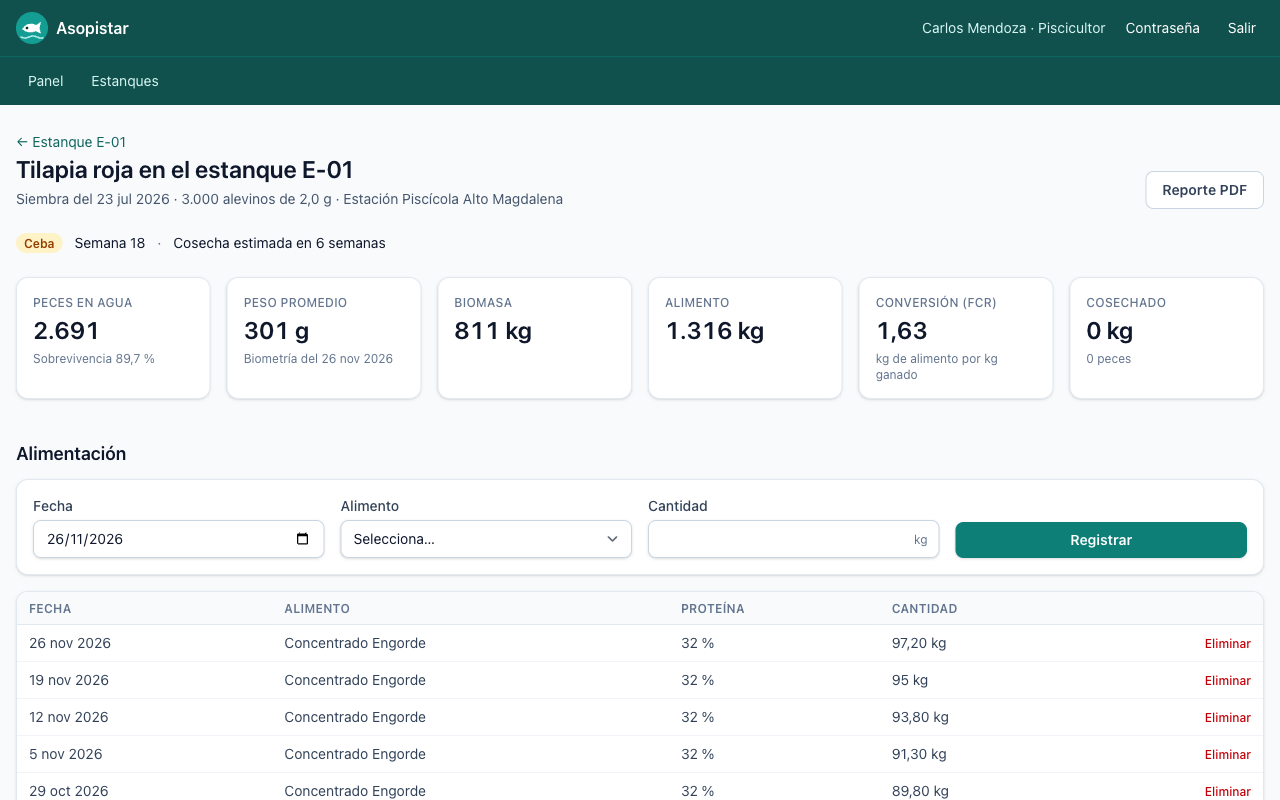 Asopistar
Carlos Mendoza · Piscicultor
Contraseña
Salir
Panel
Estanques
← Estanque E-01
Tilapia roja en el estanque E-01
Siembra del 23 jul 2026 · 3.000 alevinos de 2,0 g · Estación Piscícola Alto Magdalena
Reporte PDF
Ceba
Semana 18 · Cosecha estimada en 6 semanas
PECES EN AGUA
2.691
Sobrevivencia 89,7 %
PESO PROMEDIO
301 g
Biometría del 26 nov 2026
BIOMASA
811 kg
ALIMENTO
1.316 kg
CONVERSIÓN (FCR)
1,63
kg de alimento por kg
ganado
COSECHADO
0 kg
0 peces
Alimentación
Fecha
26/11/2026
Alimento
Selecciona...
Cantidad
kg
Registrar
FECHA ALIMENTO PROTEÍNA CANTIDAD
26 nov 2026 Concentrado Engorde 32 % 97,20 kg Eliminar
19 nov 2026 Concentrado Engorde 32 % 95 kg Eliminar
12 nov 2026 Concentrado Engorde 32 % 93,80 kg Eliminar
5 nov 2026 Concentrado Engorde 32 % 91,30 kg Eliminar
29 oct 2026 Concentrado Engorde 32 % 89,80 kg Eliminar